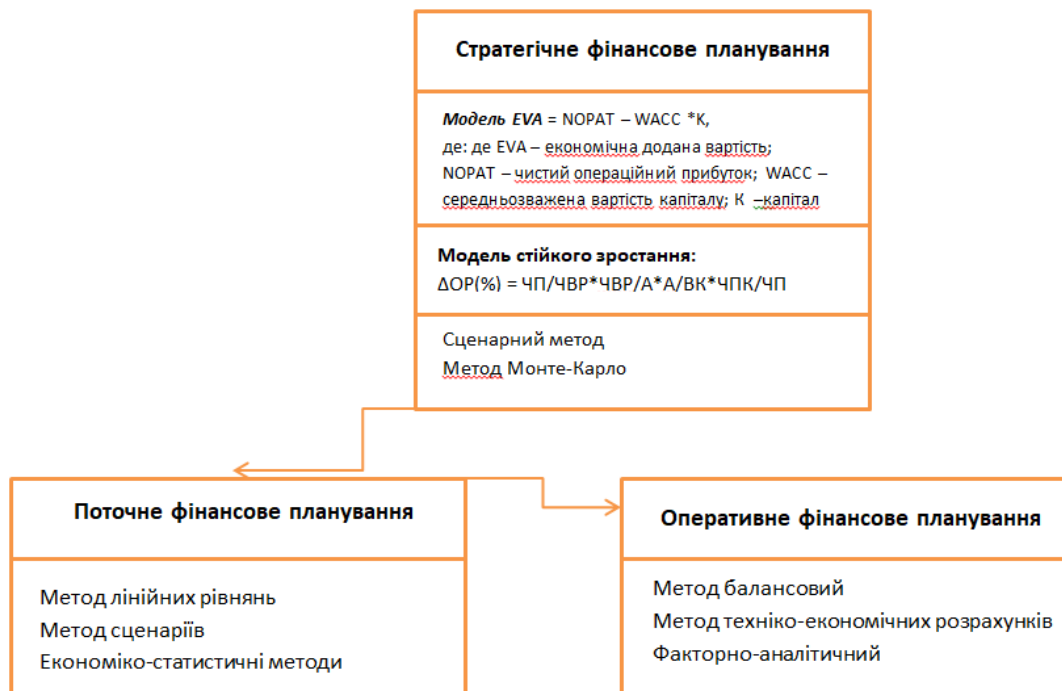 Стратегічне фінансове планування
Модель EVA = NOPAT – WACC *K,
де: де EVA – економічна додана вартість;
NOPAT – чистий операційний прибуток; WACC –
середньозважена вартість капіталу; К –капітал
Модель стійкого зростання:
ΔОР(%) = ЧП/ЧВР*ЧВР/А*А/ВК*ЧПК/ЧП
Сценарний метод
Метод Монте-Карло
Поточне фінансове планування
Метод лінійних рівнянь
Метод сценаріїв
Економіко-статистичні методи
Оперативне фінансове планування
Метод балансовий
Метод техніко-економічних розрахунків
Факторно-аналітичний